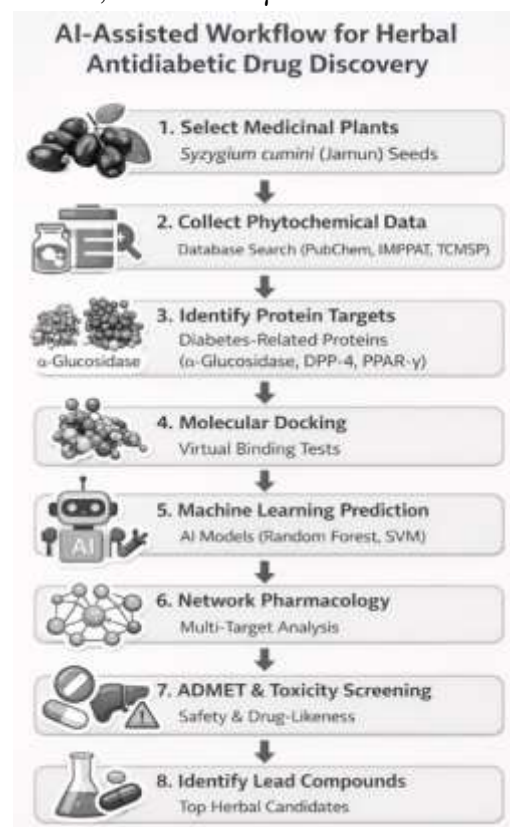 AI-Assisted Workflow for Herbal
Antidiabetic Drug Discovery
1. Select Medicinal Plants
Syzygium cumini (Jamun) Seeds
2. Collect Phytochemical Data
Database Search (PubChem, IMPPAT, TCMSP)
3. Identify Protein Targets
Diabetes-Related Proteins
(α-Glucosidase, DPP-4, PPAR-γ)
α-Glucosidase
4. Molecular Docking
Virtual Binding Tests
5. Machine Learning Prediction
AI Models (Random Forest, SVM)
AI
6. Network Pharmacology
Multi-Target Analysis
7. ADMET & Toxicity Screening
Safety & Drug-Likeness
8. Identify Lead Compounds
Top Herbal Candidates